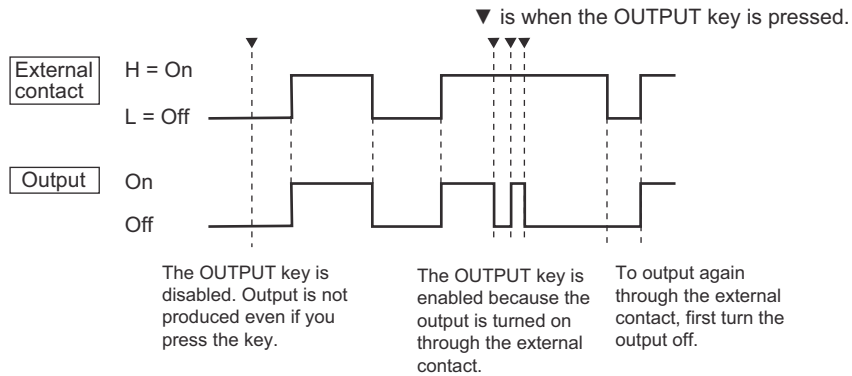 ▼ is when the OUTPUT key is pressed.
External
contact
H = On
L = Off
Output
On
Off
The OUTPUT key is
disabled. Output is not
produced even if you
press the key.
The OUTPUT key is
enabled because the
output is turned on
through the external
contact.
To output again
through the external
contact, first turn the
output off.